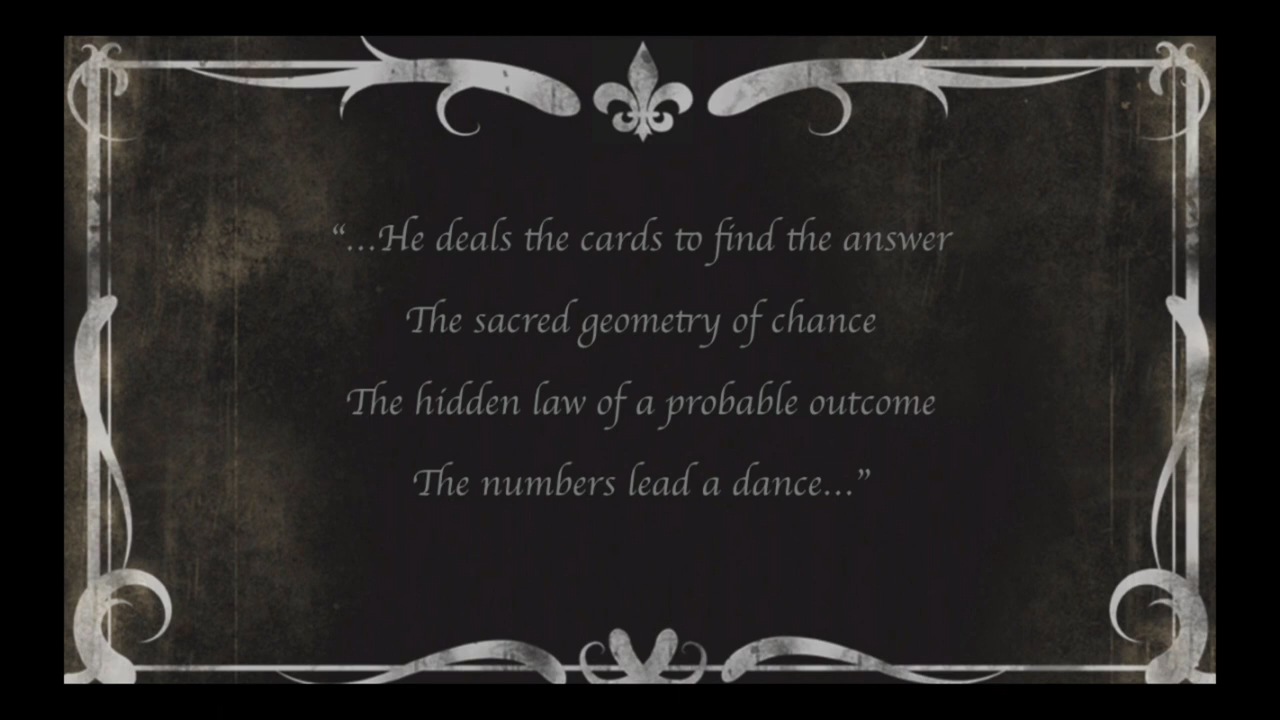 “...He deals the cards to find the answer
The sacred geometry of chance
The hidden law of a probable outcome
The numbers lead a dance...”